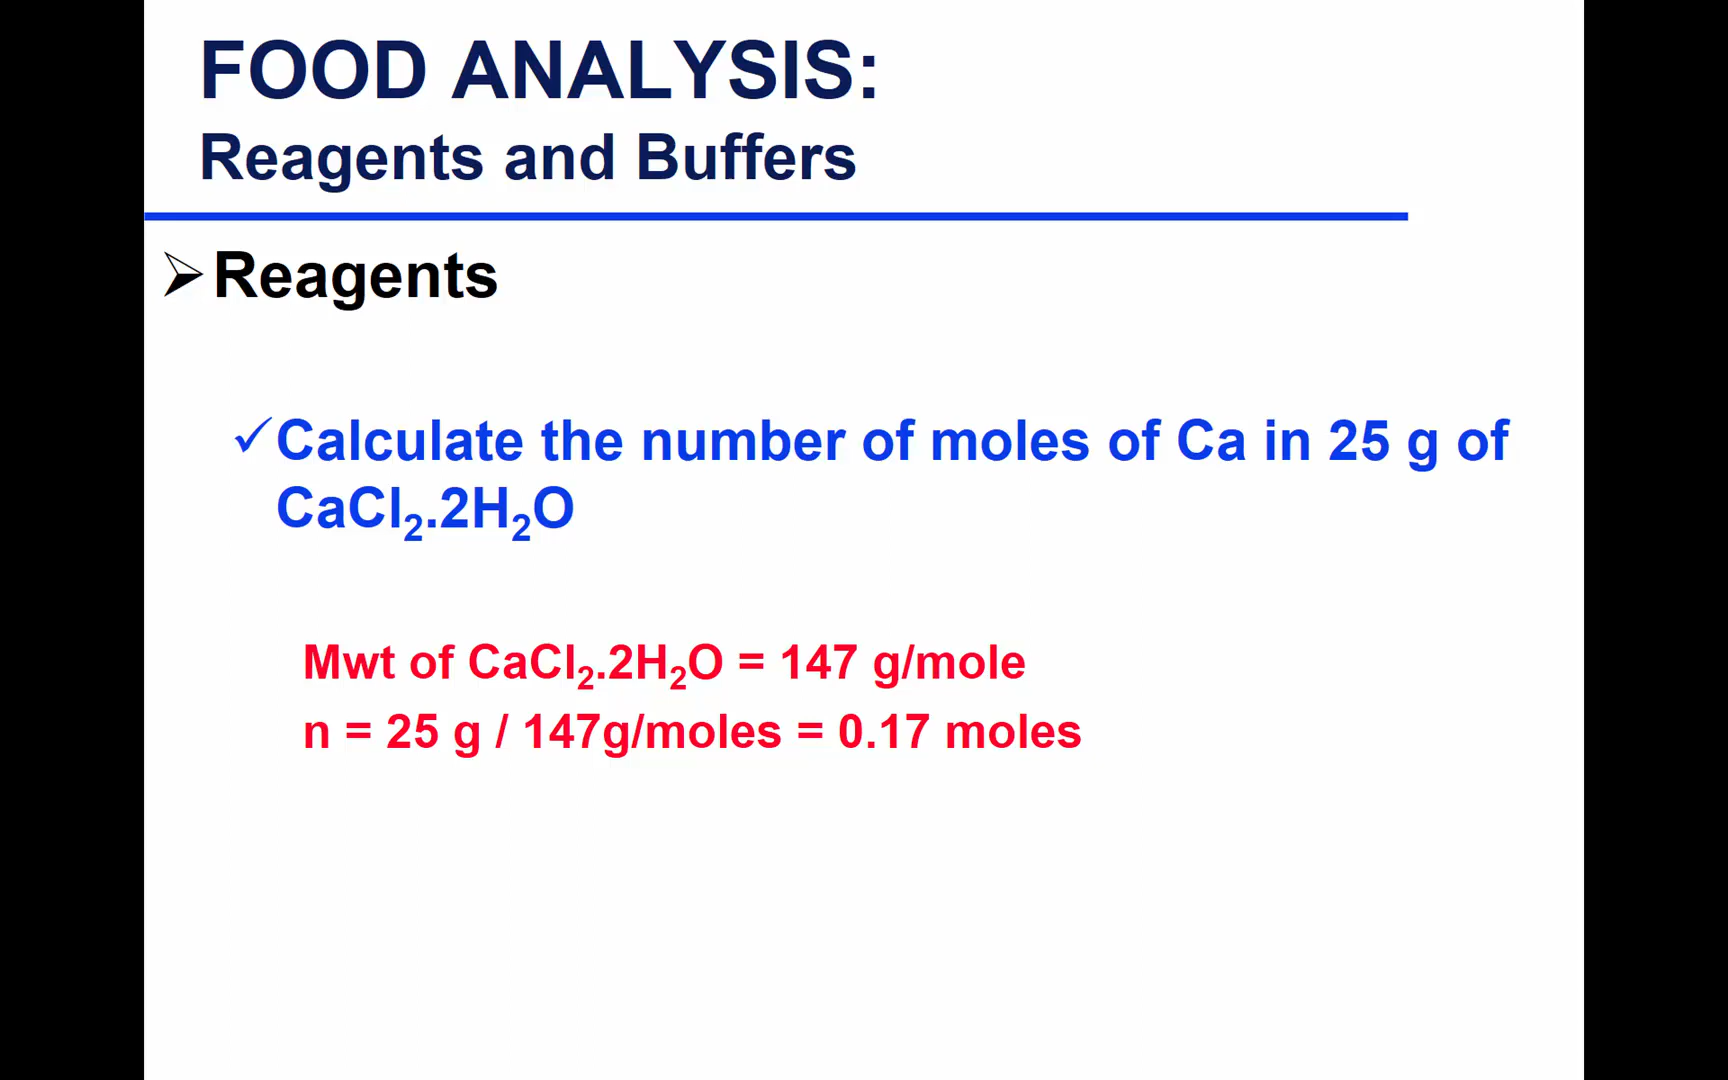 FOOD ANALYSIS:
Reagents and Buffers
➢Reagents
✓Calculate the number of moles of Ca in 25 g of
CaCl₂.2H₂O
Mwt of CaCl₂.2H₂O = 147 g/mole
n = 25 g / 147g/moles = 0.17 moles